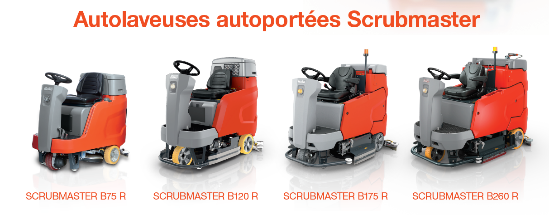 Autolaveuses autoportées Scrubmaster
SCRUBMASTER B75 R
SCRUBMASTER B120 R
SCRUBMASTER B175 R
SCRUBMASTER B260 R